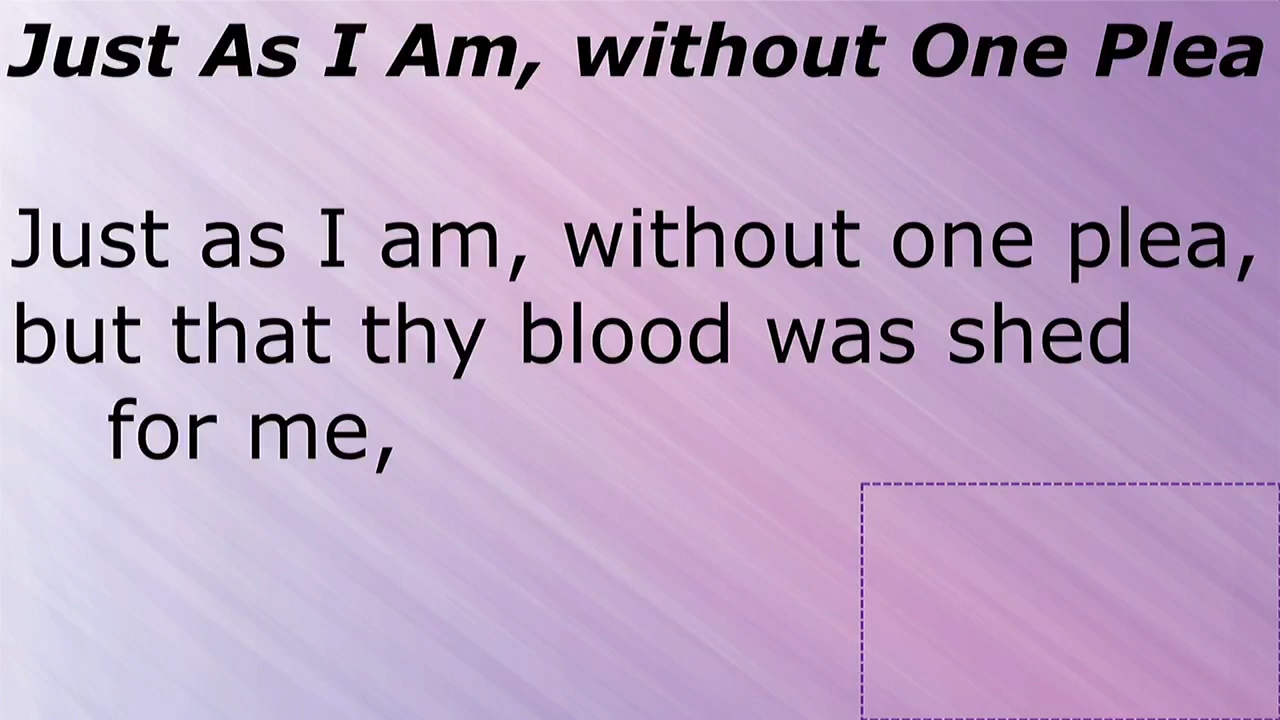 Just As I Am, without One Plea
Just as I am, without one plea,
but that thy blood was shed
for me,